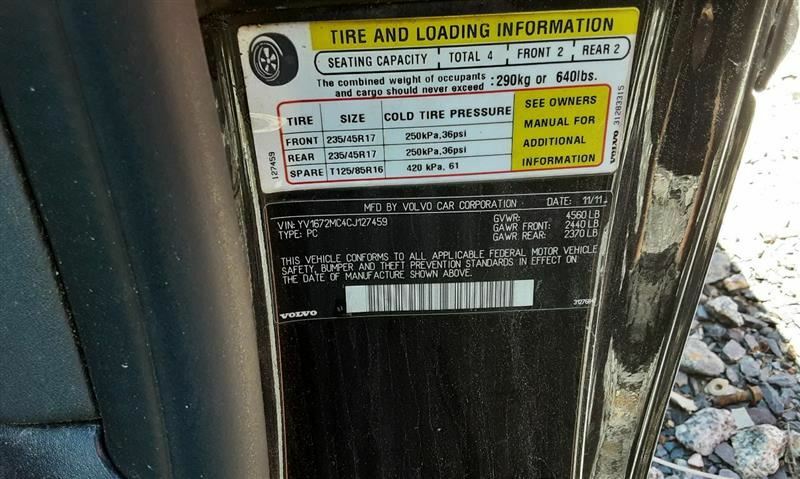 TIRE AND LOADING INFORMATION
SEATING CAPACITY TOTAL 4 FRONT 2 REAR 2
The combined weight of occupants and cargo should never exceed :290kg or 640lbs.
TIRE SIZE COLD TIRE PRESSURE
FRONT 235/45R17 250kPa,36psi
REAR 235/45R17 250kPa,36psi
SPARE T125/85R16 420 kPa, 61
SEE OWNERS
MANUAL FOR
ADDITIONAL
INFORMATION
VOLVO 31283315
127459
MFD BY VOLVO CAR CORPORATION DATE: 11/11
VIN: YV1672MC4CJ127459 GVWR: 4560 LB
TYPE: PC GAWR FRONT: 2440 LB
GAWR REAR: 2370 LB
THIS VEHICLE CONFORMS TO ALL APPLICABLE FEDERAL MOTOR VEHICLE
SAFETY, BUMPER AND THEFT PREVENTION STANDARDS IN EFFECT ON
THE DATE OF MANUFACTURE SHOWN ABOVE.
VOLVO